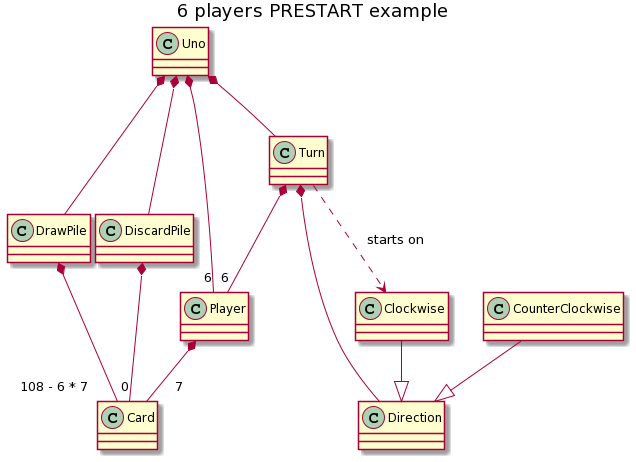 6 players PRESTART example
C Uno
C Turn
C DrawPile
C DiscardPile
starts on
6 6
C Player
C Clockwise
C CounterClockwise
108 - 6 * 7
0
7
C Card
C Direction